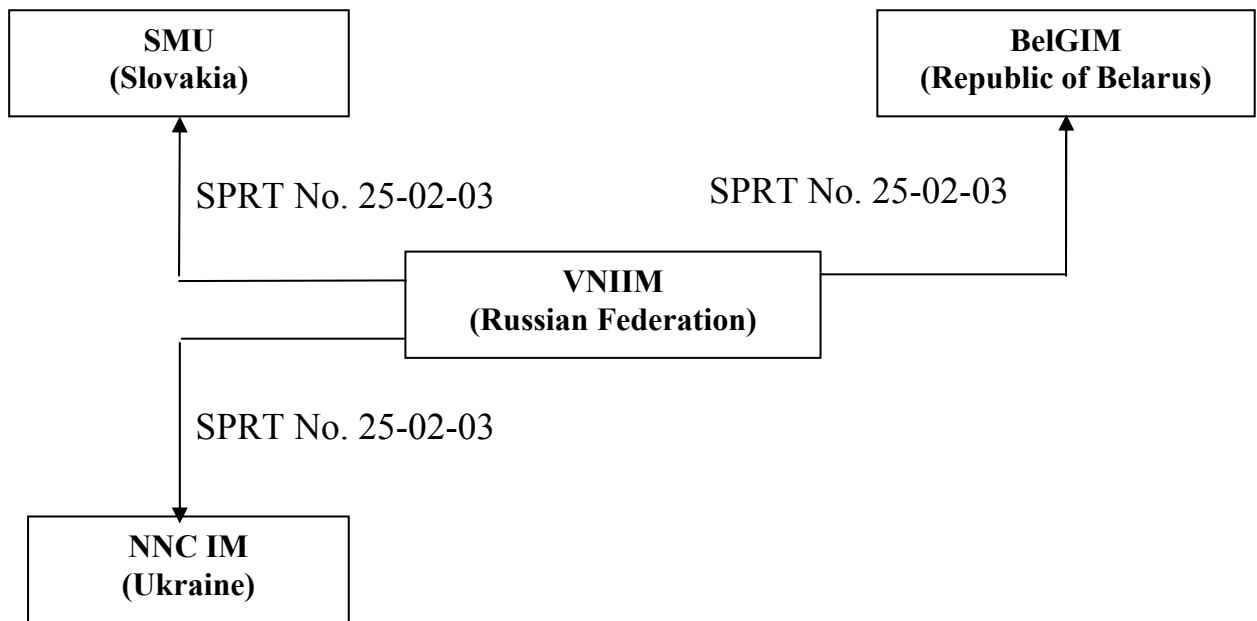 SMU
(Slovakia)
BelGIM
(Republic of Belarus)
SPRT No. 25-02-03
SPRT No. 25-02-03
VNIIM
(Russian Federation)
SPRT No. 25-02-03
NNC IM
(Ukraine)